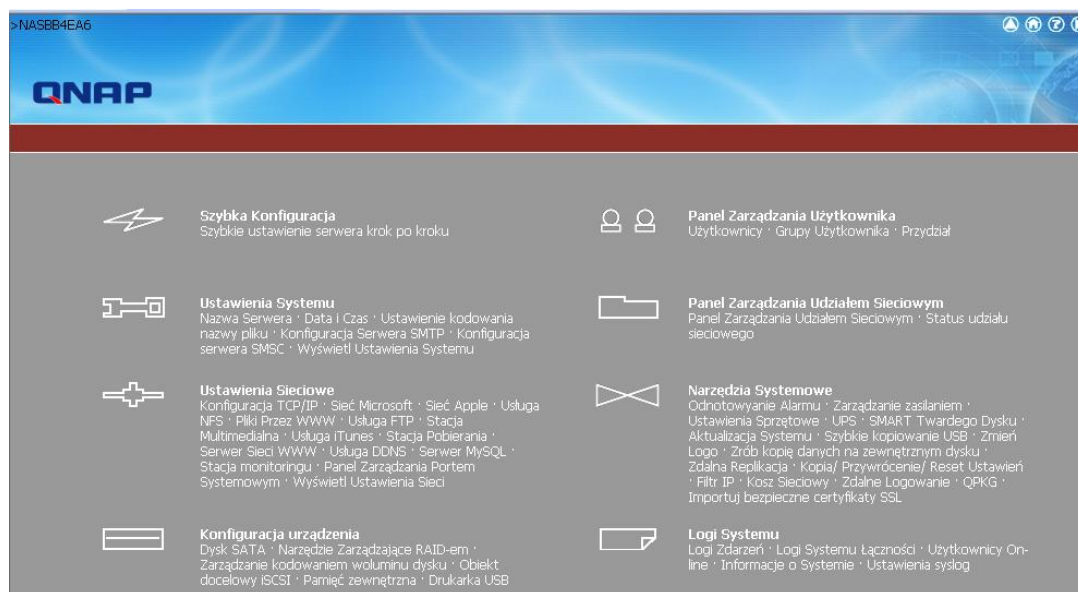 >NASBB4EA6
QNAP
Szybka Konfiguracja
Szybkie ustawienie serwera krok po kroku
Ustawienia Systemu
Nazwa Serwera · Data i Czas · Ustawienie kodowania
nazwy pliku · Konfiguracja Serwera SMTP · Konfiguracja
serwera SMSC · Wyświetl Ustawienia Systemu
Ustawienia Sieciowe
Konfiguracja TCP/IP · Sieć Microsoft · Sieć Apple · Usługa
NFS · Pliki Przez WWW · Usługa FTP · Stacja
Multimedialna · Usługa iTunes · Stacja Pobierania ·
Serwer Sieci WWW · Usługa DDNS · Serwer MySQL ·
Stacja monitoringu · Panel Zarządzania Portem
Systemowym · Wyświetl Ustawienia Sieci
Konfiguracja urządzenia
Dysk SATA · Narzędzie Zarządzające RAID-em ·
Zarządzanie kodowaniem woluminu dysku · Obiekt
docelowy iSCSI · Pamięć zewnętrzna · Drukarka USB
Panel Zarządzania Użytkownika
Użytkownicy · Grupy Użytkownika · Przydział
Panel Zarządzania Udziałem Sieciowym
Panel Zarządzania Udziałem Sieciowym · Status udziału
sieciowego
Narzędzia Systemowe
Odnotowyanie Alarmu · Zarządzanie zasilaniem ·
Ustawienia Sprzętowe · UPS · SMART Twardego Dysku ·
Aktualizacja Systemu · Szybkie kopiowanie USB · Zmień
Logo · Zrób kopię danych na zewnętrznym dysku ·
Zdalna Replikacja · Kopia/ Przywrócenie/ Reset Ustawień
· Filtr IP · Kosz Sieciowy · Zdalne Logowanie · QPKG ·
Importuj bezpieczne certyfikaty SSL
Logi Systemu
Logi Zdarzeń · Logi Systemu Łączności · Użytkownicy On-
line · Informacje o Systemie · Ustawienia syslog